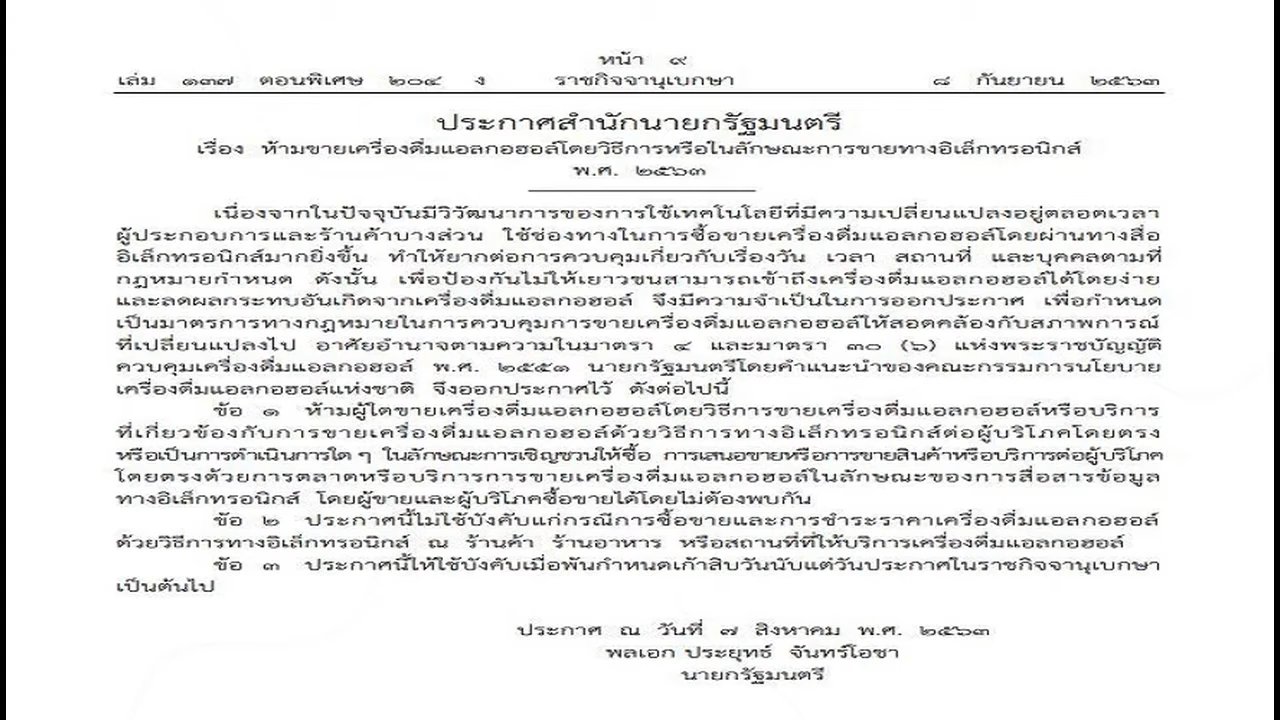 หน้า ๙
เล่ม ๑๓๗ ตอนพิเศษ ๒๐๔ ง ราชกิจจานุเบกษา ๘ กันยายน ๒๕๖๓
ประกาศสำนักนายกรัฐมนตรี
เรื่อง ห้ามขายเครื่องดื่มแอลกอฮอล์โดยวิธีการหรือในลักษณะการขายทางอิเล็กทรอนิกส์
พ.ศ. ๒๕๖๓
เนื่องจากในปัจจุบันมีวิวัฒนาการของการใช้เทคโนโลยีที่มีความเปลี่ยนแปลงอยู่ตลอดเวลา
ผู้ประกอบการและร้านค้าบางส่วน ใช้ช่องทางในการซื้อขายเครื่องดื่มแอลกอฮอล์โดยผ่านทางสื่อ
อิเล็กทรอนิกส์มากยิ่งขึ้น ทำให้ยากต่อการควบคุมเกี่ยวกับเรื่องวัน เวลา สถานที่ และบุคคลตามที่
กฎหมายกำหนด ดังนั้น เพื่อป้องกันไม่ให้เยาวชนสามารถเข้าถึงเครื่องดื่มแอลกอฮอล์ได้โดยง่าย
และลดผลกระทบอันเกิดจากเครื่องดื่มแอลกอฮอล์ จึงมีความจำเป็นในการออกประกาศ เพื่อกำหนด
เป็นมาตรการทางกฎหมายในการควบคุมการขายเครื่องดื่มแอลกอฮอล์ให้สอดคล้องกับสภาพการณ์
ที่เปลี่ยนแปลงไป อาศัยอำนาจตามความในมาตรา ๔ และมาตรา ๓๐ (๖) แห่งพระราชบัญญัติ
ควบคุมเครื่องดื่มแอลกอฮอล์ พ.ศ. ๒๕๕๑ นายกรัฐมนตรีโดยคำแนะนำของคณะกรรมการนโยบาย
เครื่องดื่มแอลกอฮอล์แห่งชาติ จึงออกประกาศไว้ ดังต่อไปนี้
ข้อ ๑ ห้ามผู้ใดขายเครื่องดื่มแอลกอฮอล์โดยวิธีการขายเครื่องดื่มแอลกอฮอล์หรือบริการ
ที่เกี่ยวข้องกับการขายเครื่องดื่มแอลกอฮอล์ด้วยวิธีการทางอิเล็กทรอนิกส์ต่อผู้บริโภคโดยตรง
หรือเป็นการดำเนินการใด ๆ ในลักษณะการเชิญชวนให้ซื้อ การเสนอขายหรือการขายสินค้าหรือบริการต่อผู้บริโภค
โดยตรงด้วยการตลาดหรือบริการการขายเครื่องดื่มแอลกอฮอล์ในลักษณะของการสื่อสารข้อมูล
ทางอิเล็กทรอนิกส์ โดยผู้ขายและผู้บริโภคซื้อขายได้โดยไม่ต้องพบกัน
ข้อ ๒ ประกาศนี้ไม่ใช้บังคับแก่กรณีการซื้อขายและการชำระราคาเครื่องดื่มแอลกอฮอล์
ด้วยวิธีการทางอิเล็กทรอนิกส์ ณ ร้านค้า ร้านอาหาร หรือสถานที่ที่ให้บริการเครื่องดื่มแอลกอฮอล์
ข้อ ๓ ประกาศนี้ให้ใช้บังคับเมื่อพ้นกำหนดเก้าสิบวันนับแต่วันประกาศในราชกิจจานุเบกษา
เป็นต้นไป
ประกาศ ณ วันที่ ๗ สิงหาคม พ.ศ. ๒๕๖๓
พลเอก ประยุทธ์ จันทร์โอชา
นายกรัฐมนตรี